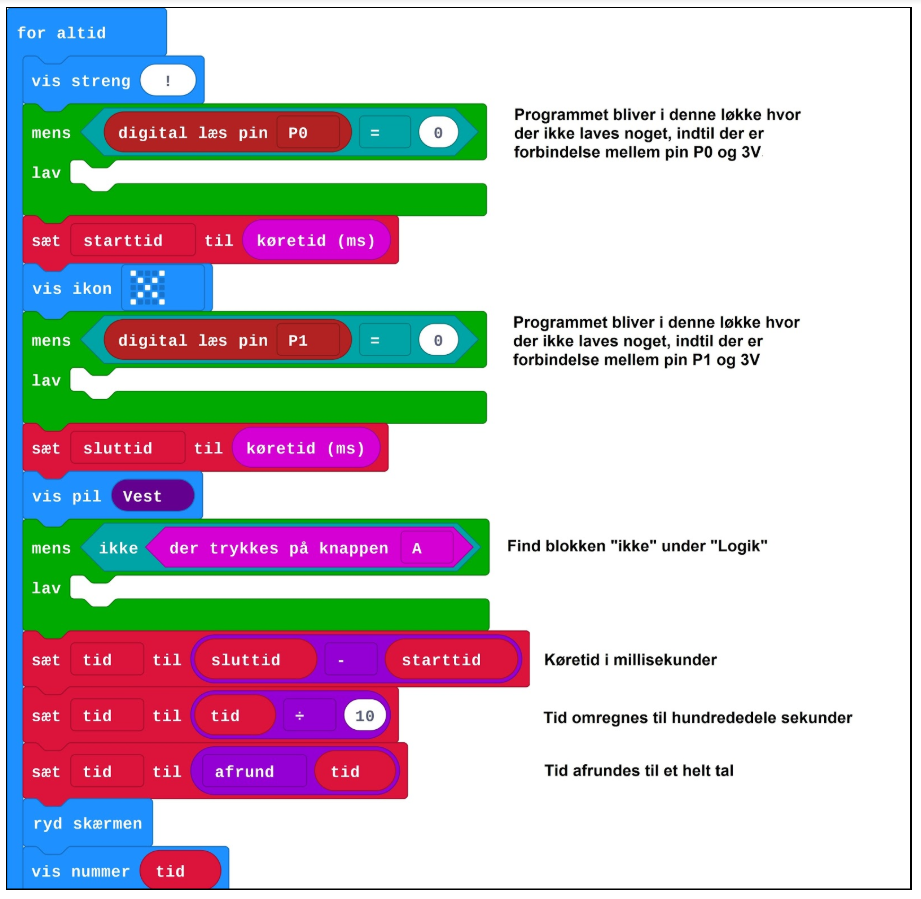 for altid
vis streng !
mens digital læs pin P0 = 0
Programmet bliver i denne løkke hvor
der ikke laves noget, indtil der er
forbindelse mellem pin P0 og 3V.
lav
sæt starttid til køretid (ms)
vis ikon
mens digital læs pin P1 = 0
Programmet bliver i denne løkke hvor
der ikke laves noget, indtil der er
forbindelse mellem pin P1 og 3V
lav
sæt sluttid til køretid (ms)
vis pil Vest
mens ikke der trykkes på knappen A
Find blokken "ikke" under "Logik"
lav
sæt tid til sluttid - starttid
Køretid i millisekunder
sæt tid til tid ÷ 10
Tid omregnes til hundrededele sekunder
sæt tid til afrund tid
Tid afrundes til et helt tal
ryd skærmen
vis nummer tid